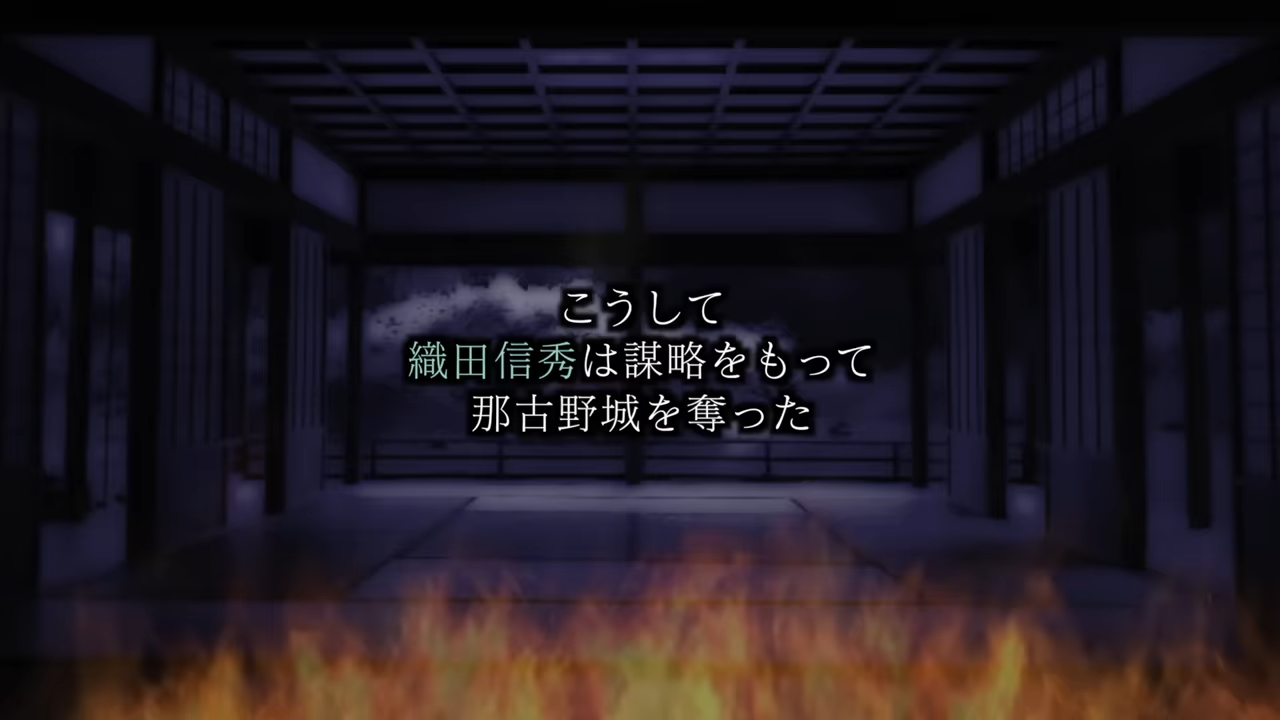 こうして
織田信秀は謀略をもって
那古野城を奪った